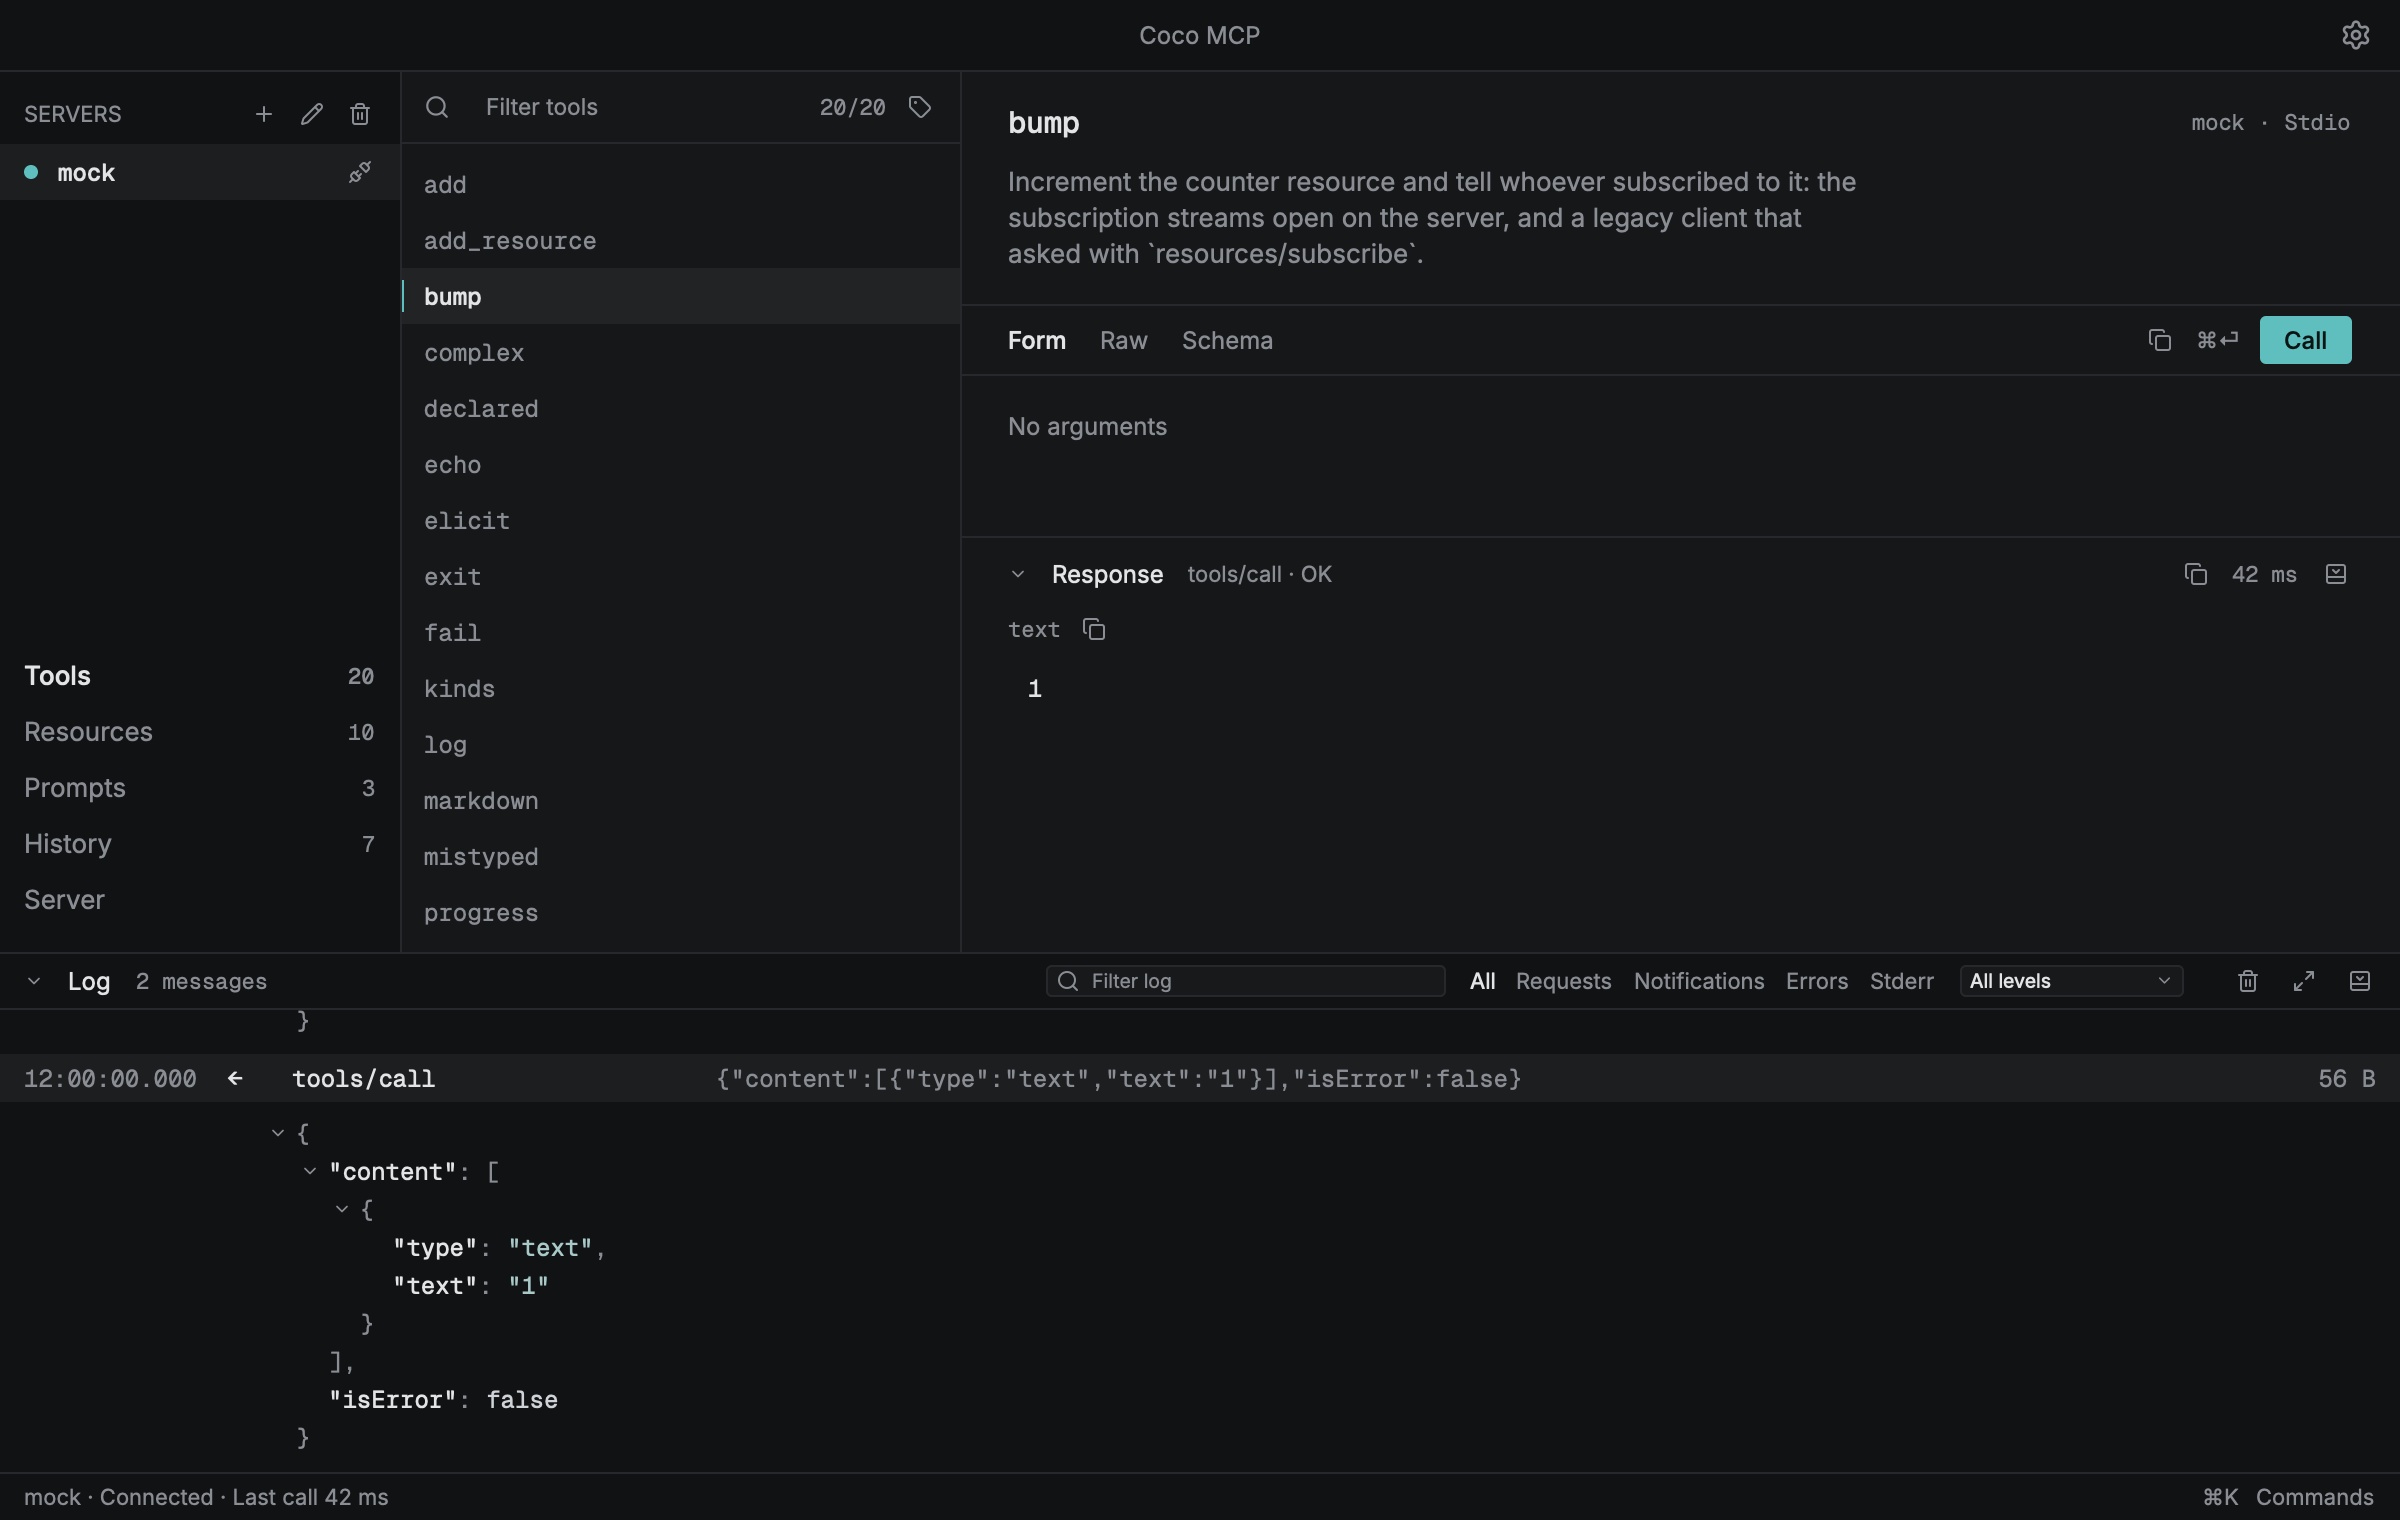 Coco MCP
SERVERS
mock
Tools 20
Resources 10
Prompts 3
History 7
Server
Filter tools 20/20
add
add_resource
bump
complex
declared
echo
elicit
exit
fail
kinds
log
markdown
mistyped
progress
bump mock · Stdio
Increment the counter resource and tell whoever subscribed to it: the
subscription streams open on the server, and a legacy client that
asked with `resources/subscribe`.
Form Raw Schema ⌘⏎ Call
No arguments
Response tools/call · OK 42 ms
text
1
Log 2 messages Filter log All Requests Notifications Errors Stderr All levels
}
12:00:00.000 ← tools/call {"content":[{"type":"text","text":"1"}],"isError":false} 56 B
{
"content": [
{
"type": "text",
"text": "1"
}
],
"isError": false
}
mock · Connected · Last call 42 ms ⌘K Commands